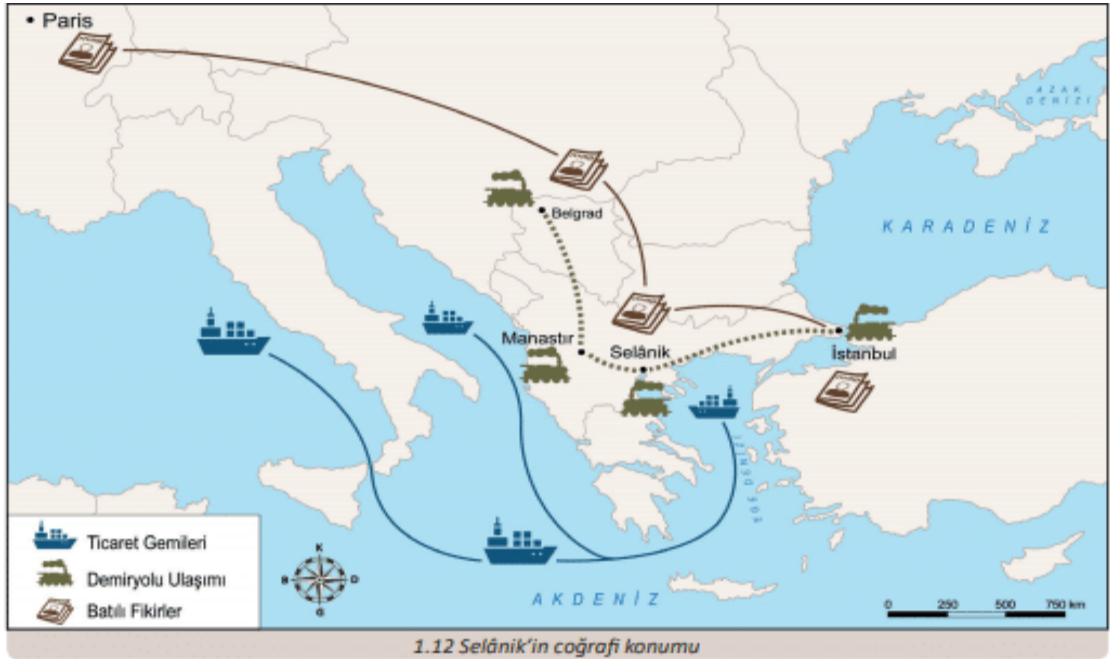 Paris
AZAK
DENİZİ
Belgrad
KARADENİZ
Manastır
Selânik
İstanbul
Ticaret Gemileri
Demiryolu Ulaşımı
Batılı Fikirler
K
B
D
G
AKDENİZ
0 250 500 750 km
1.12 Selânik'in coğrafi konumu